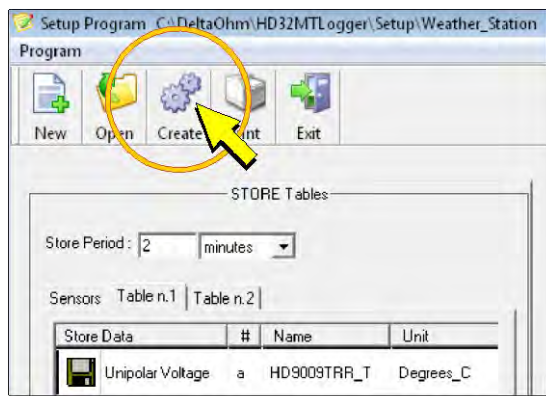 Setup Program C:\DeltaOhm\HD32MTLogger\Setup\Weather_Station
Program
New Open Create Print Exit
STORE Tables
Store Period : 2 minutes
Sensors Table n.1 Table n.2
Store Data # Name Unit
Unipolar Voltage a HD9009TRR_T Degrees_C